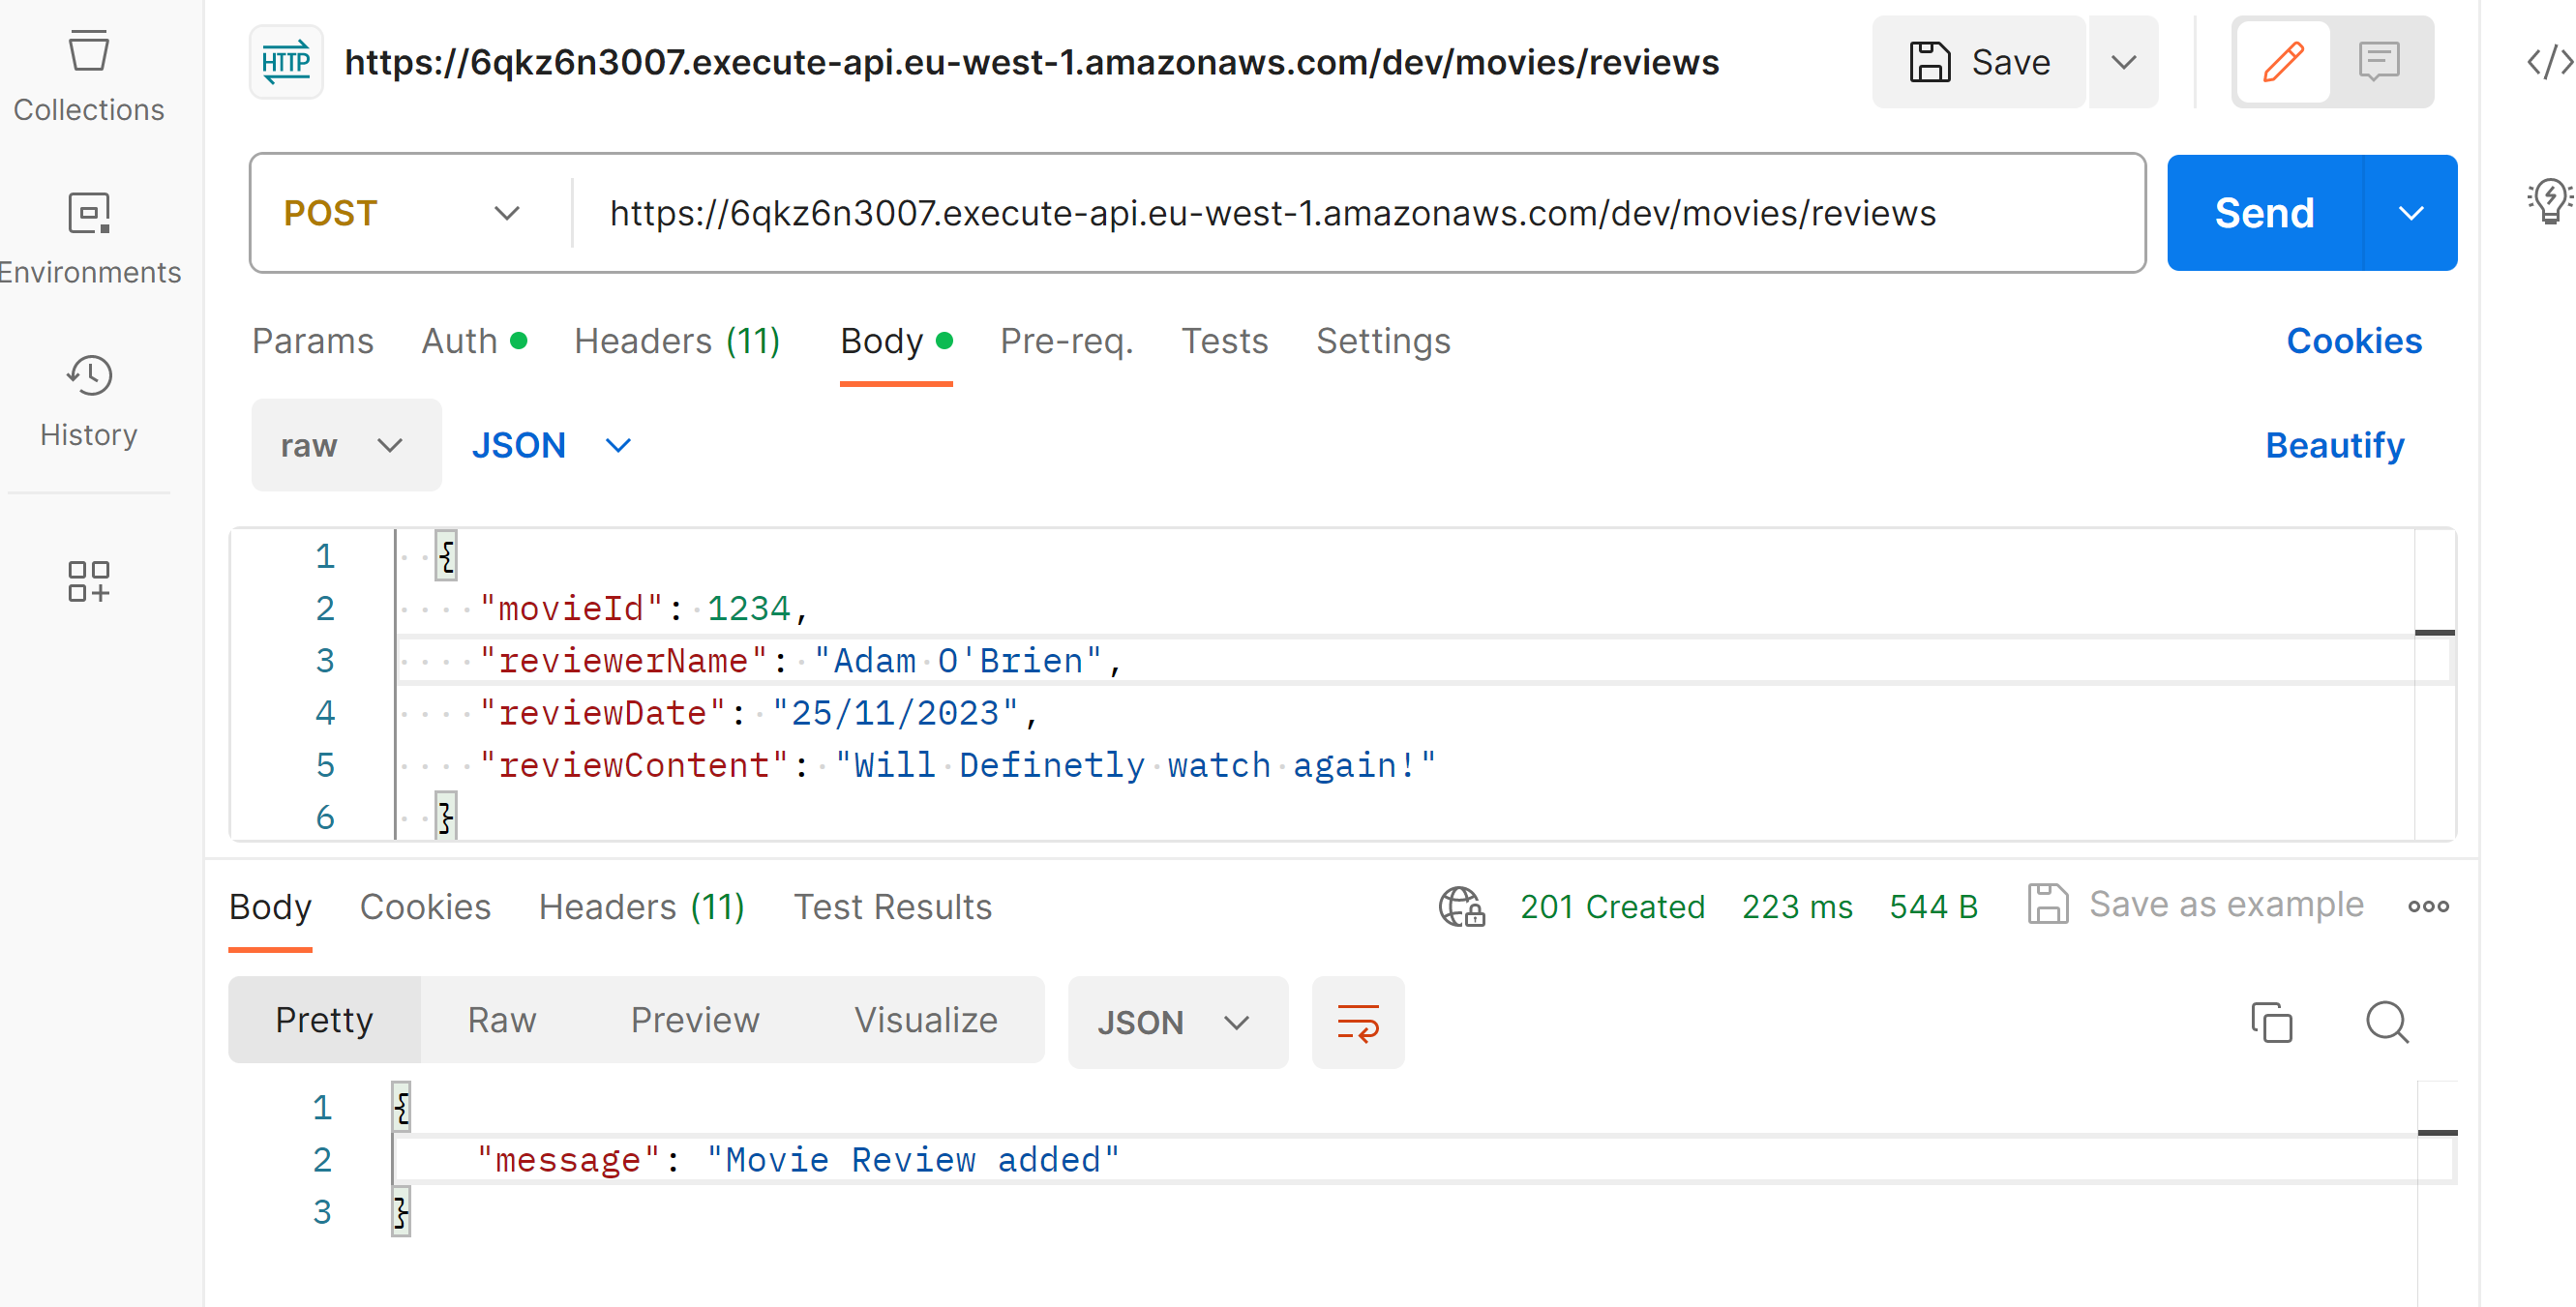 Collections
Environments
History
HTTP https://6qkz6n3007.execute-api.eu-west-1.amazonaws.com/dev/movies/reviews Save
POST https://6qkz6n3007.execute-api.eu-west-1.amazonaws.com/dev/movies/reviews Send
Params Auth Headers (11) Body Pre-req. Tests Settings Cookies
raw JSON Beautify
1 {
2 "movieId": 1234,
3 "reviewerName": "Adam O'Brien",
4 "reviewDate": "25/11/2023",
5 "reviewContent": "Will Definetly watch again!"
6 }
Body Cookies Headers (11) Test Results 201 Created 223 ms 544 B Save as example
Pretty Raw Preview Visualize JSON
1 {
2 "message": "Movie Review added"
3 }